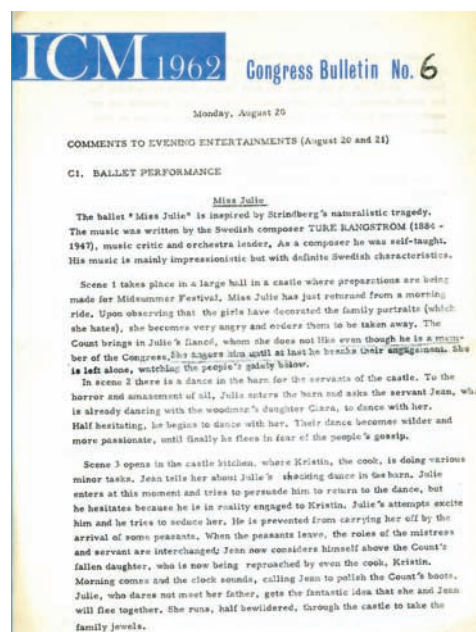 ICM 1962 Congress Bulletin No. 6
Monday, August 20
COMMENTS TO EVENING ENTERTAINMENTS (August 20 and 21)
C1. BALLET PERFORMANCE
Miss Julie
The ballet "Miss Julie" is inspired by Strindberg's naturalistic tragedy.
The music was written by the Swedish composer TURE RANGSTRÖM (1884 -
1947), music critic and orchestra leader. As a composer he was self-taught.
His music is mainly impressionistic but with definite Swedish characteristics.
Scene 1 takes place in a large hall in a castle where preparations are being
made for Midsummer Festival. Miss Julie has just returned from a morning
ride. Upon observing that the girls have decorated the family portraits (which
she hates), she becomes very angry and orders them to be taken away. The
Count brings in Julie's fiancé, whom she does not like even though he is a mem-
ber of the Congress. She angers him until at last he breaks their engagement. She
is left alone, watching the people's gaiety below.
In scene 2 there is a dance in the barn for the servants of the castle. To the
horror and amazement of all, Julie enters the barn and asks the servant Jean, who
is already dancing with the woodman's daughter Clara, to dance with her.
Half hesitating, he begins to dance with her. Their dance becomes wilder and
more passionate, until finally he flees in fear of the people's gossip.
Scene 3 opens in the castle kitchen, where Kristin, the cook, is doing various
minor tasks. Jean tells her about Julie's shocking dance in the barn. Julie
enters at this moment and tries to persuade him to return to the dance, but
he hesitates because he is in reality engaged to Kristin. Julie's attempts excite
him and he tries to seduce her. He is prevented from carrying her off by the
arrival of some peasants. When the peasants leave, the roles of the mistress
and servant are interchanged; Jean now considers himself above the Count's
fallen daughter, who is now being reproached by even the cook, Kristin.
Morning comes and the clock sounds, calling Jean to polish the Count's boots.
Julie, who dares not meet her father, gets the fantastic idea that she and Jean
will flee together. She runs, half bewildered, through the castle to take the
family jewels.